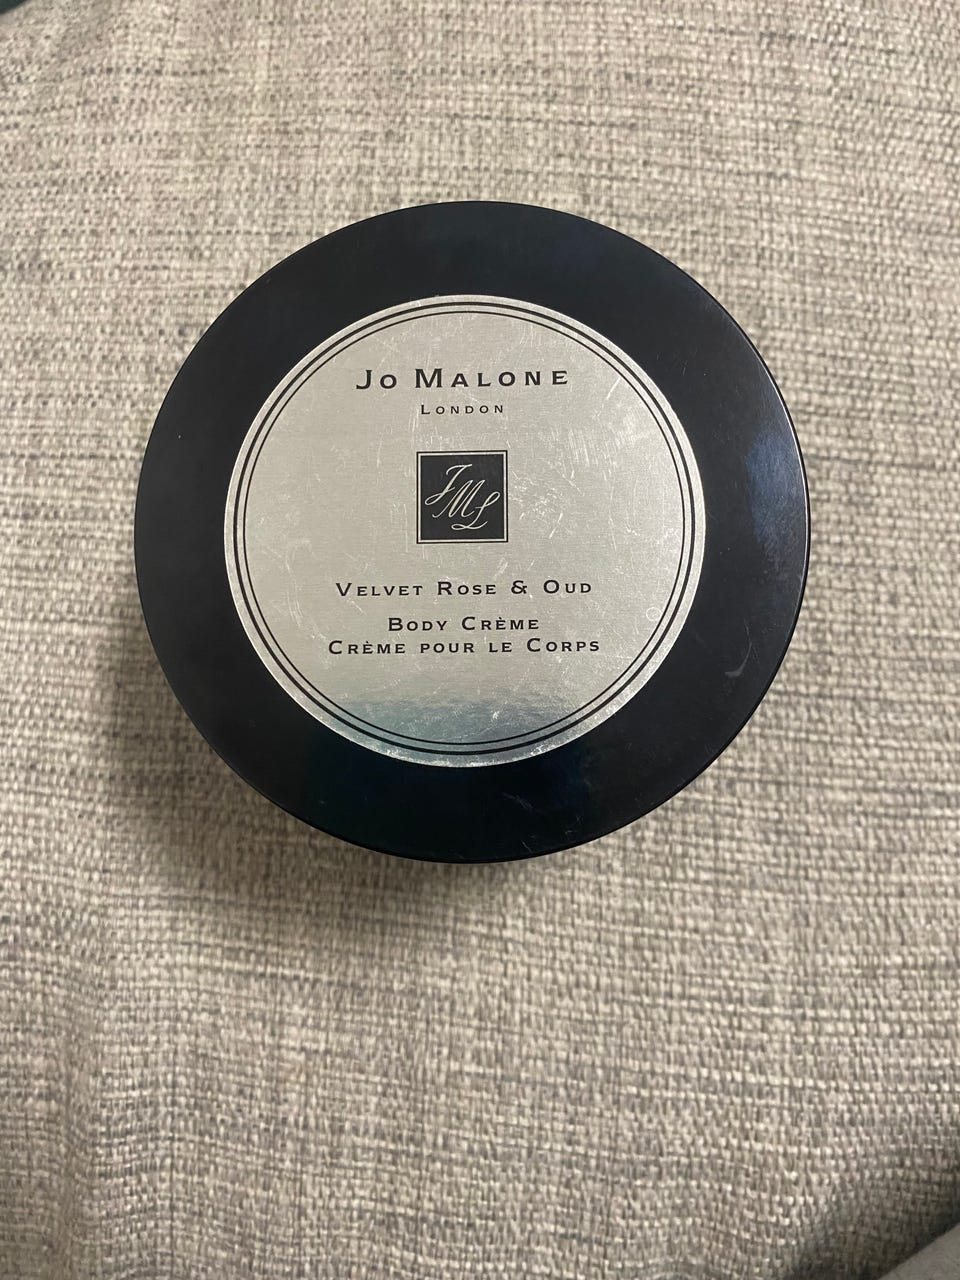 Jo Malone
London
JML
Velvet Rose & Oud
Body Crème
Crème pour le Corps